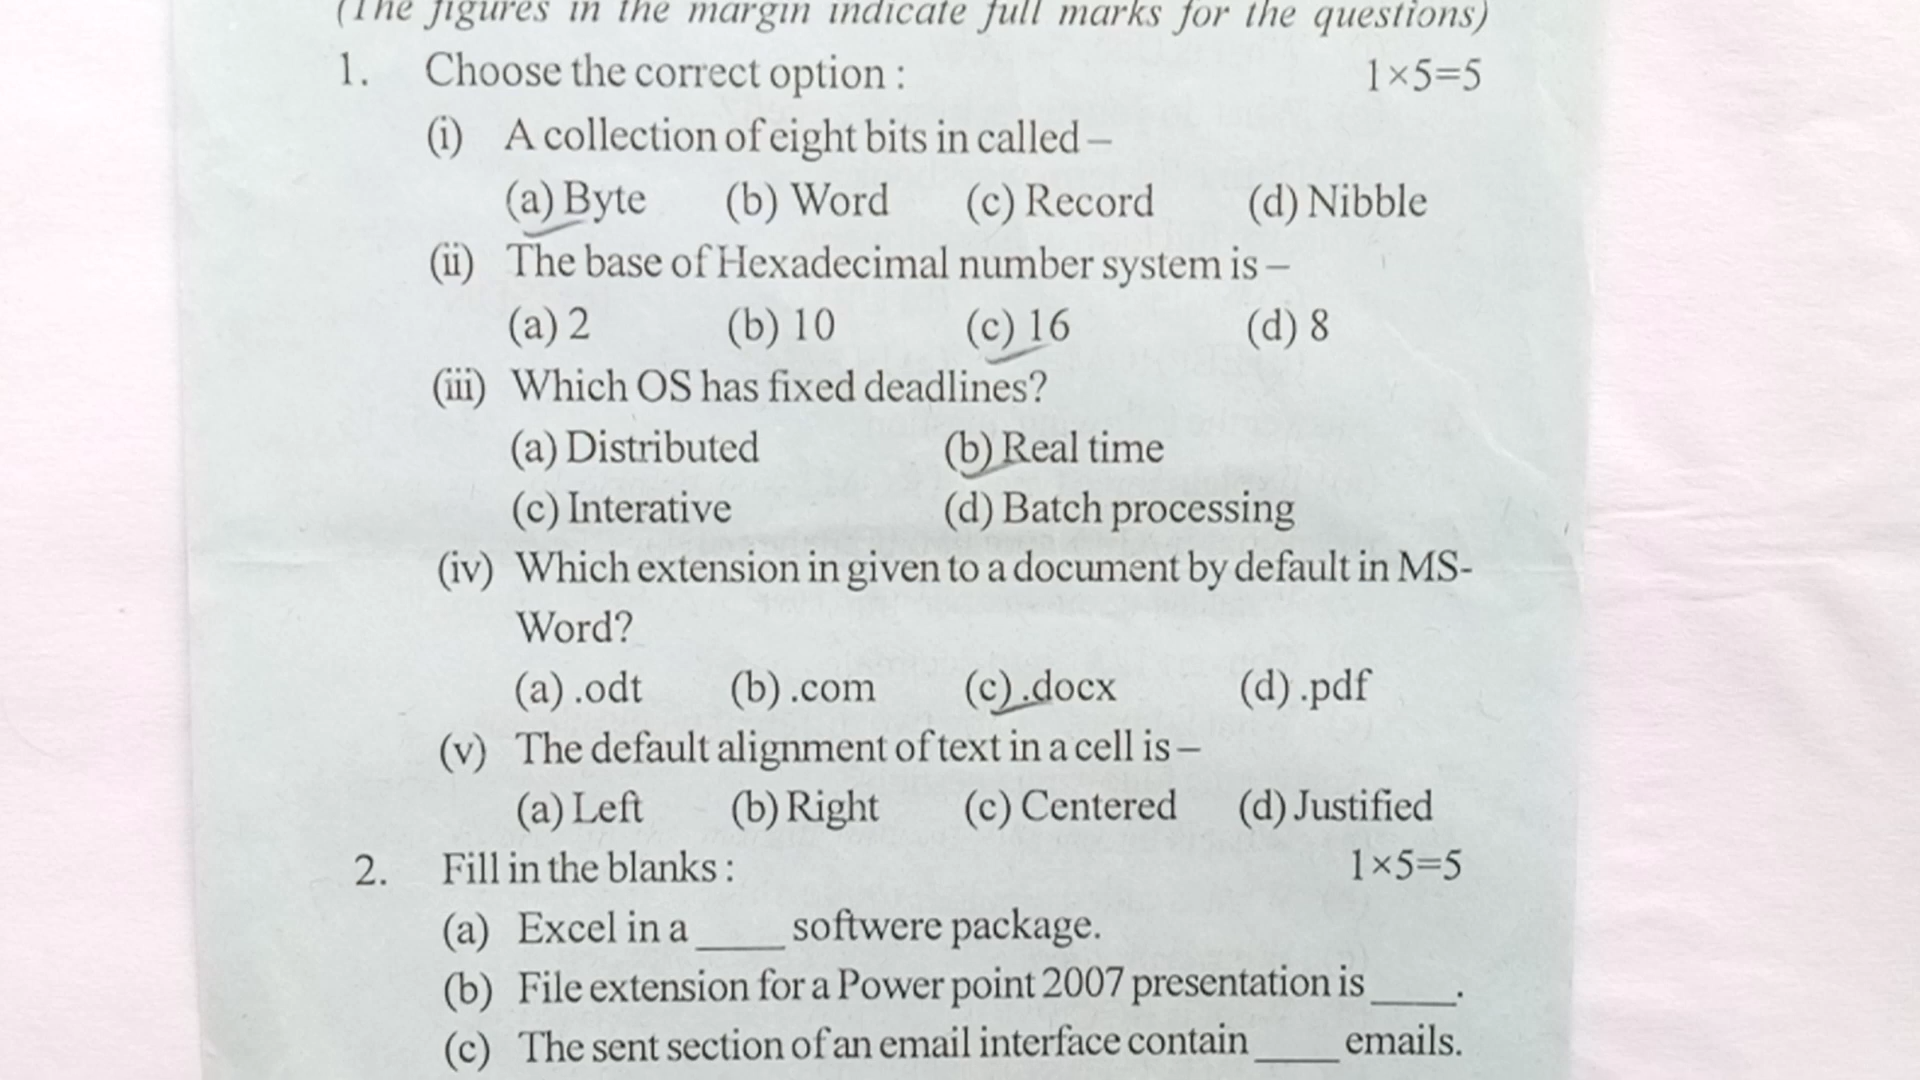 (The figures in the margin indicate full marks for the questions)
1. Choose the correct option : 1×5=5
(i) A collection of eight bits in called –
(a) Byte (b) Word (c) Record (d) Nibble
(ii) The base of Hexadecimal number system is –
(a) 2 (b) 10 (c) 16 (d) 8
(iii) Which OS has fixed deadlines?
(a) Distributed (b) Real time
(c) Interative (d) Batch processing
(iv) Which extension in given to a document by default in MS-
Word?
(a) .odt (b) .com (c) .docx (d) .pdf
(v) The default alignment of text in a cell is –
(a) Left (b) Right (c) Centered (d) Justified
2. Fill in the blanks : 1×5=5
(a) Excel in a ____ softwere package.
(b) File extension for a Power point 2007 presentation is ____.
(c) The sent section of an email interface contain ____ emails.